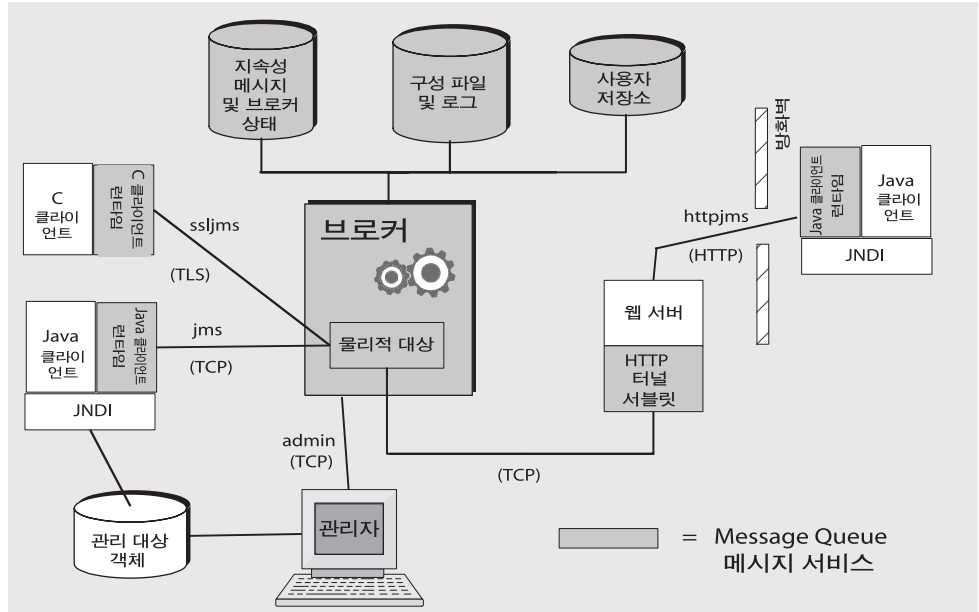 지속성
메시지
및 브로커
상태
구성 파일
및 로그
사용자
저장소
방화벽
C
클라이
언트
C 클라이언트
런타임
ssljms
(TLS)
브로커
물리적 대상
httpjms
(HTTP)
Java 클라이언트
런타임
Java
클라이
언트
JNDI
웹 서버
HTTP
터널
서블릿
Java
클라이
언트
Java 클라이언트
런타임
JNDI
jms
(TCP)
admin
(TCP)
(TCP)
관리 대상
객체
관리자
= Message Queue
메시지 서비스